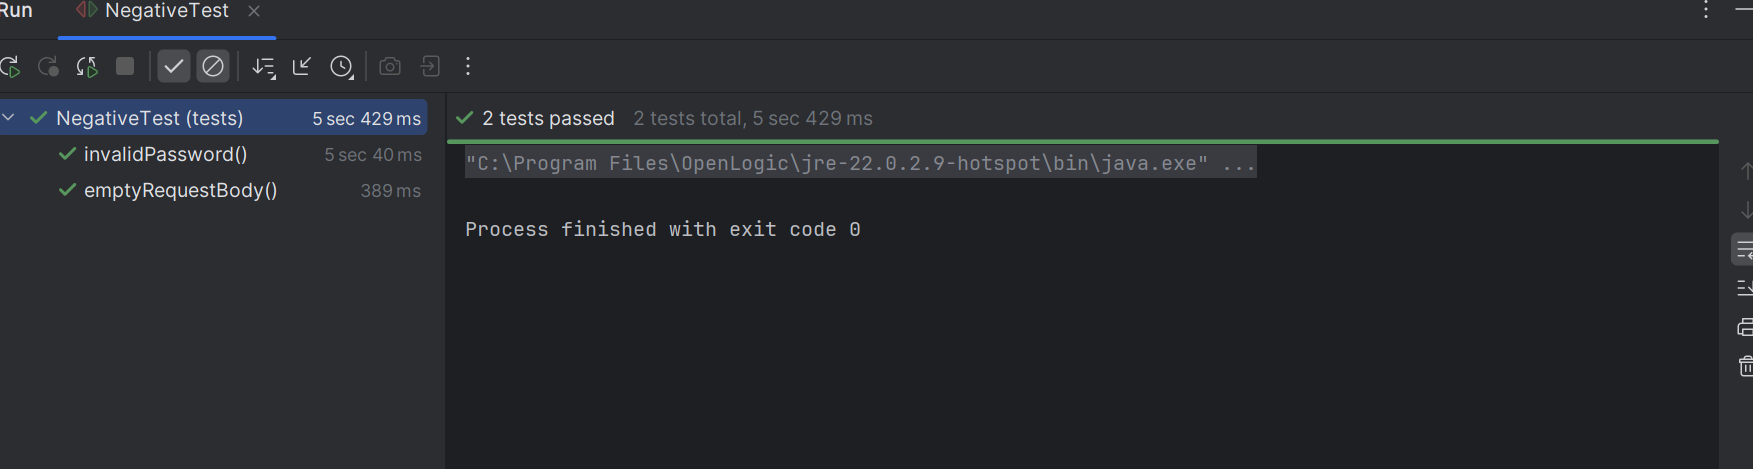 Run NegativeTest
NegativeTest (tests) 5 sec 429 ms
invalidPassword() 5 sec 40 ms
emptyRequestBody() 389 ms
2 tests passed 2 tests total, 5 sec 429 ms
"C:\Program Files\OpenLogic\jre-22.0.2.9-hotspot\bin\java.exe" ...
Process finished with exit code 0